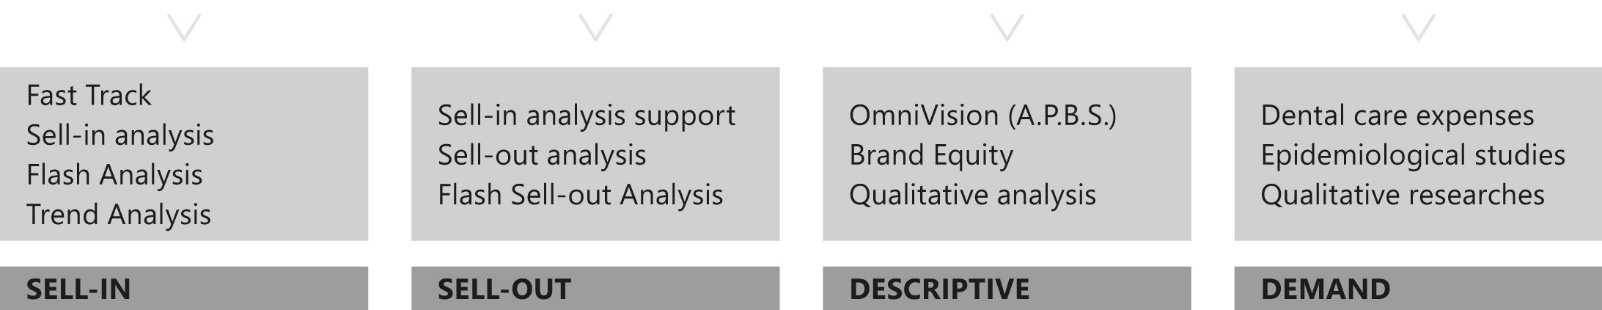 Fast Track
Sell-in analysis
Flash Analysis
Trend Analysis
SELL-IN
Sell-in analysis support
Sell-out analysis
Flash Sell-out Analysis
SELL-OUT
OmniVision (A.P.B.S.)
Brand Equity
Qualitative analysis
DESCRIPTIVE
Dental care expenses
Epidemiological studies
Qualitative researches
DEMAND